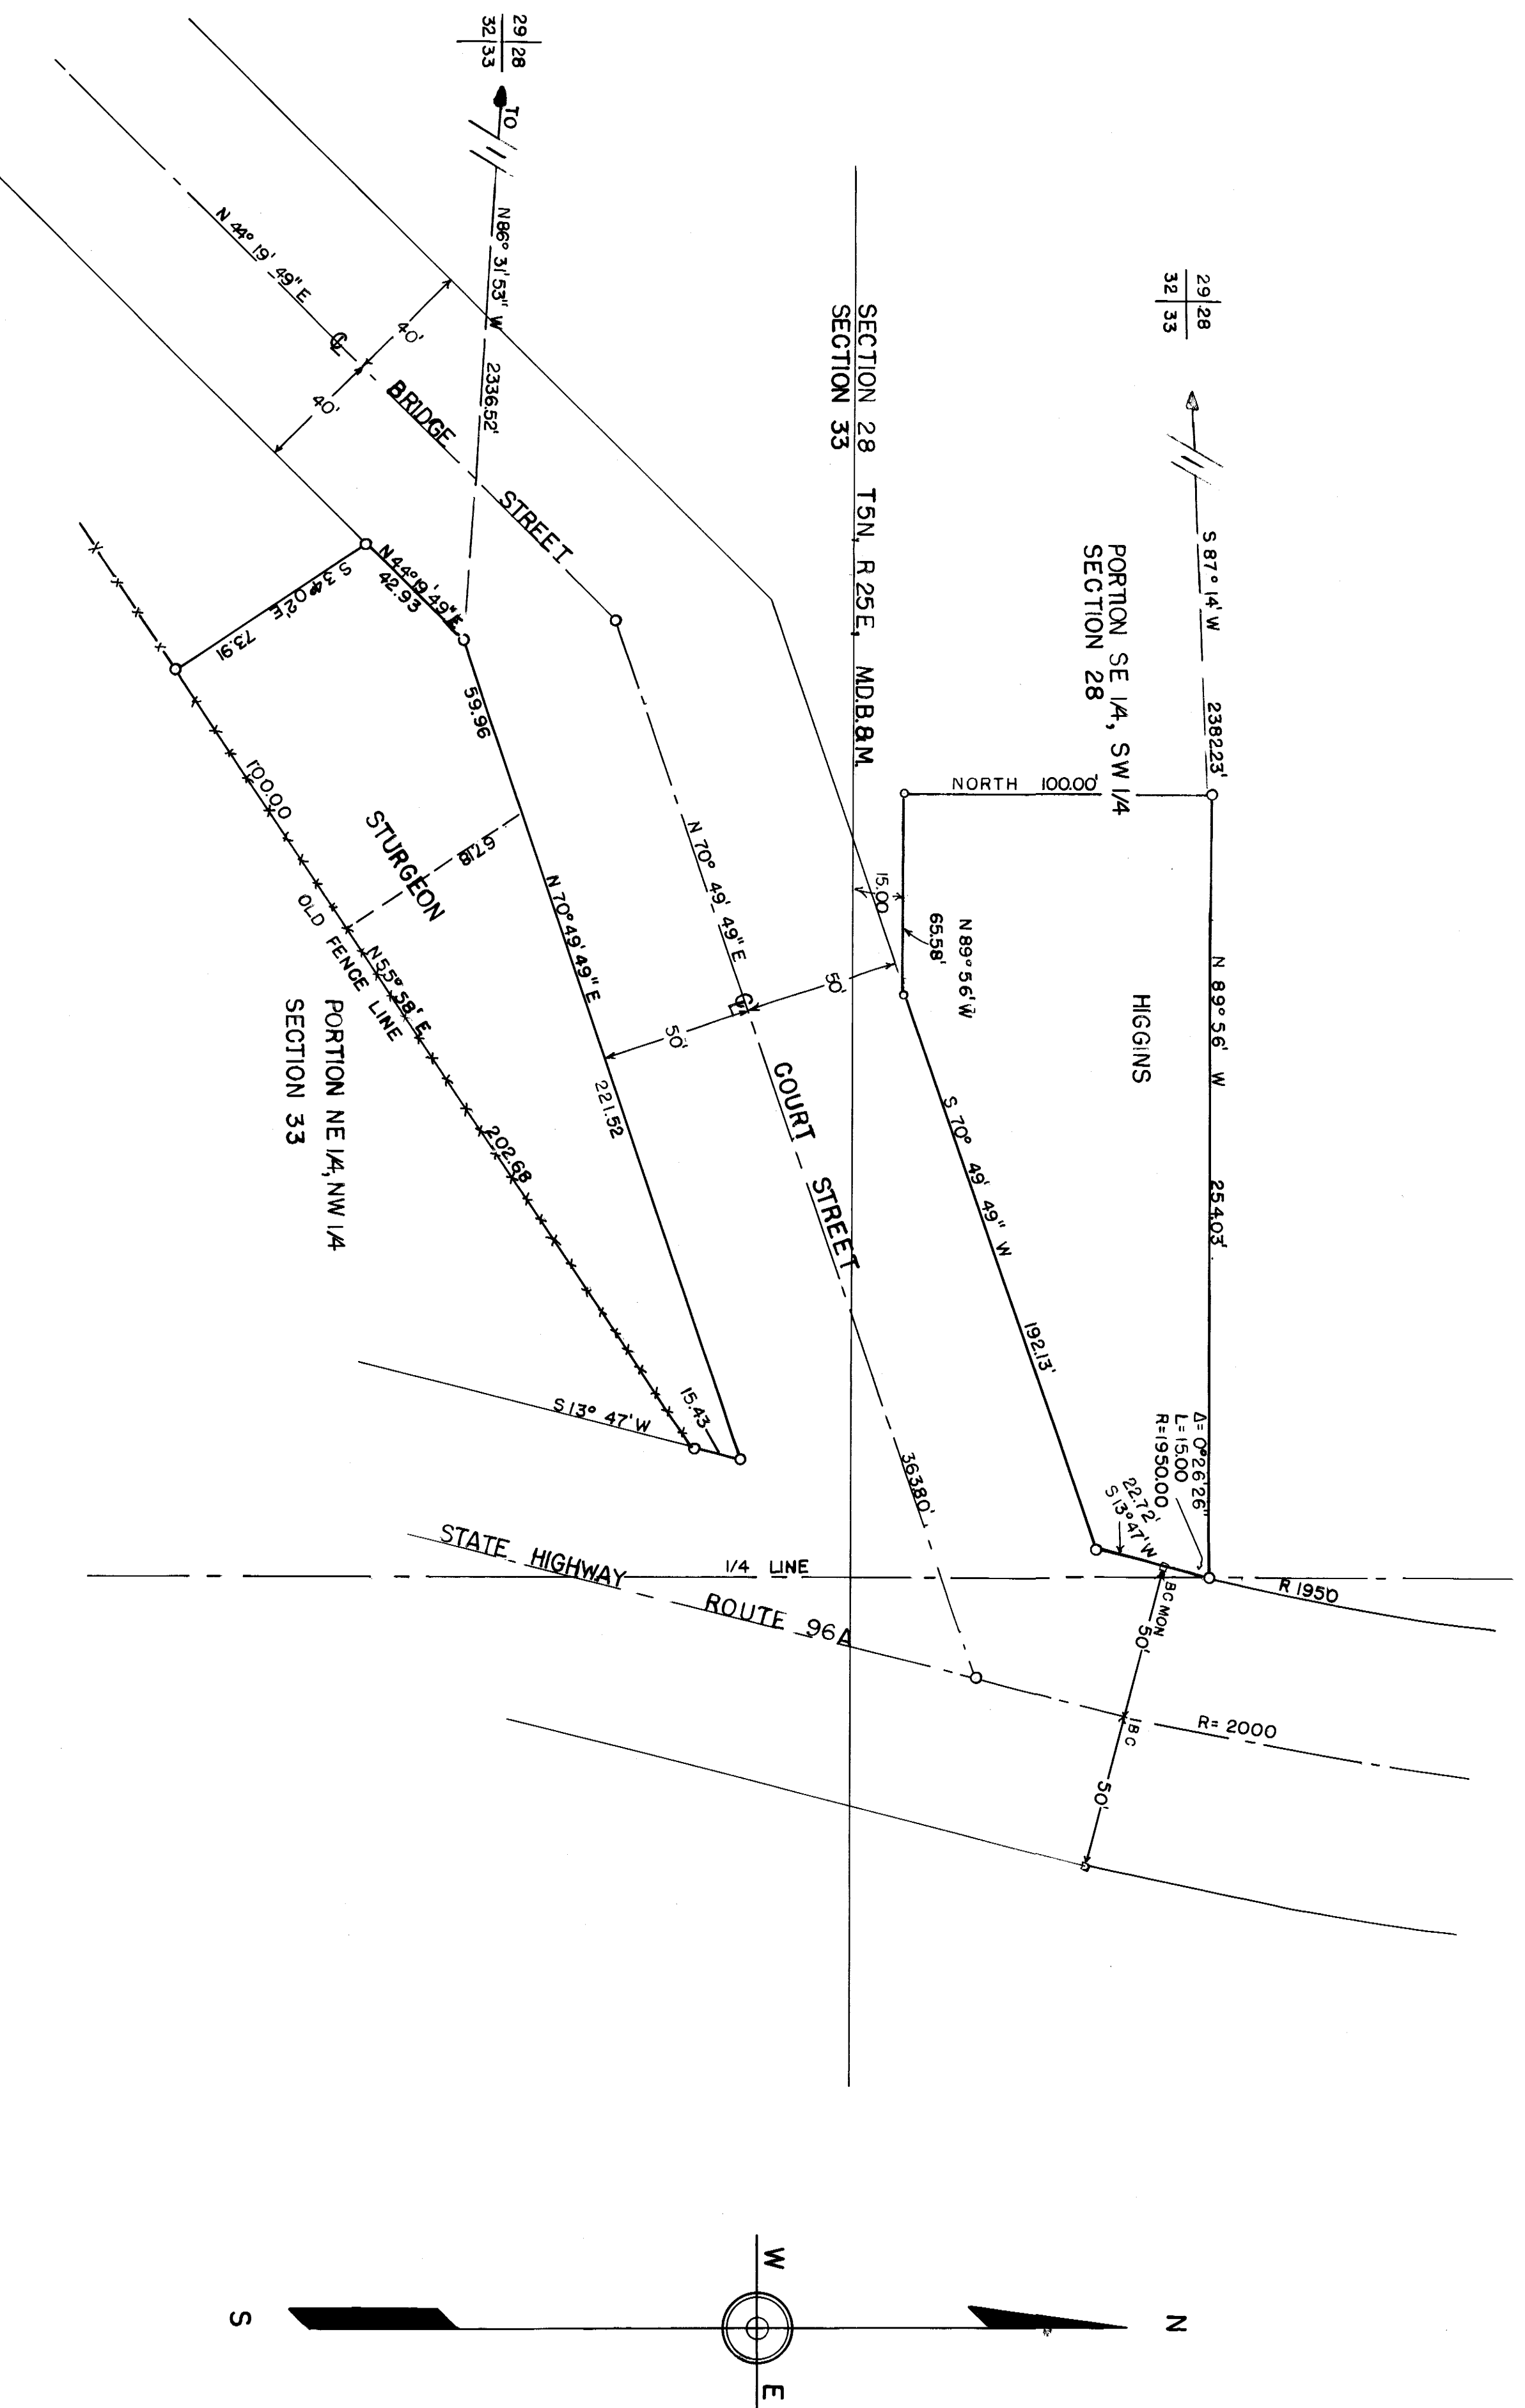 29 28
32 33
S 87° 14' W 2382.23'
PORTION SE 1/4, SW 1/4
SECTION 28
NORTH 100.00'
N 89° 56' W 254.03'
HIGGINS
N 89° 56' W
65.58'
15.00
S 70° 49' 49" W 192.13'
Δ= 0° 26' 26"
L= 15.00
R=1950.00
22.72'
S 13° 47' W
BC MON
R 1950
50'
BC
50'
R= 2000
SECTION 28 T5N, R 25E, M.D.B.&M.
SECTION 33
29 28
32 33
TO
N86° 31' 53" W 2336.52'
N 44° 19' 49" E
40'
40'
BRIDGE STREET
N 70° 49' 49" E
50'
50'
COURT STREET
363.80'
N44° 19' 49" E
42.93
59.96
S 34° 02' E
73.91
100.00
STURGEON
67.18
N 70° 49' 49" E
221.52
N55° 58' E
OLD FENCE LINE
202.68
PORTION NE 1/4, NW 1/4
SECTION 33
15.43
S 13° 47' W
STATE HIGHWAY ROUTE 96A
1/4 LINE
N
W
E
S